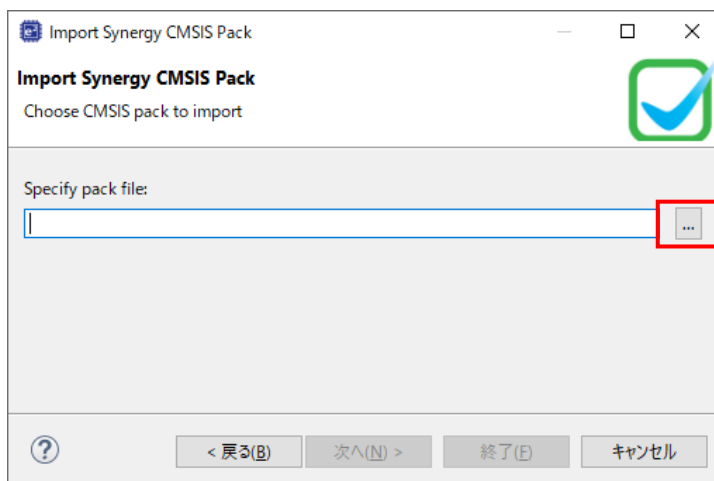 Import Synergy CMSIS Pack
Import Synergy CMSIS Pack
Choose CMSIS pack to import
Specify pack file:
...
< 戻る(B) 次へ(N) > 終了(F) キャンセル